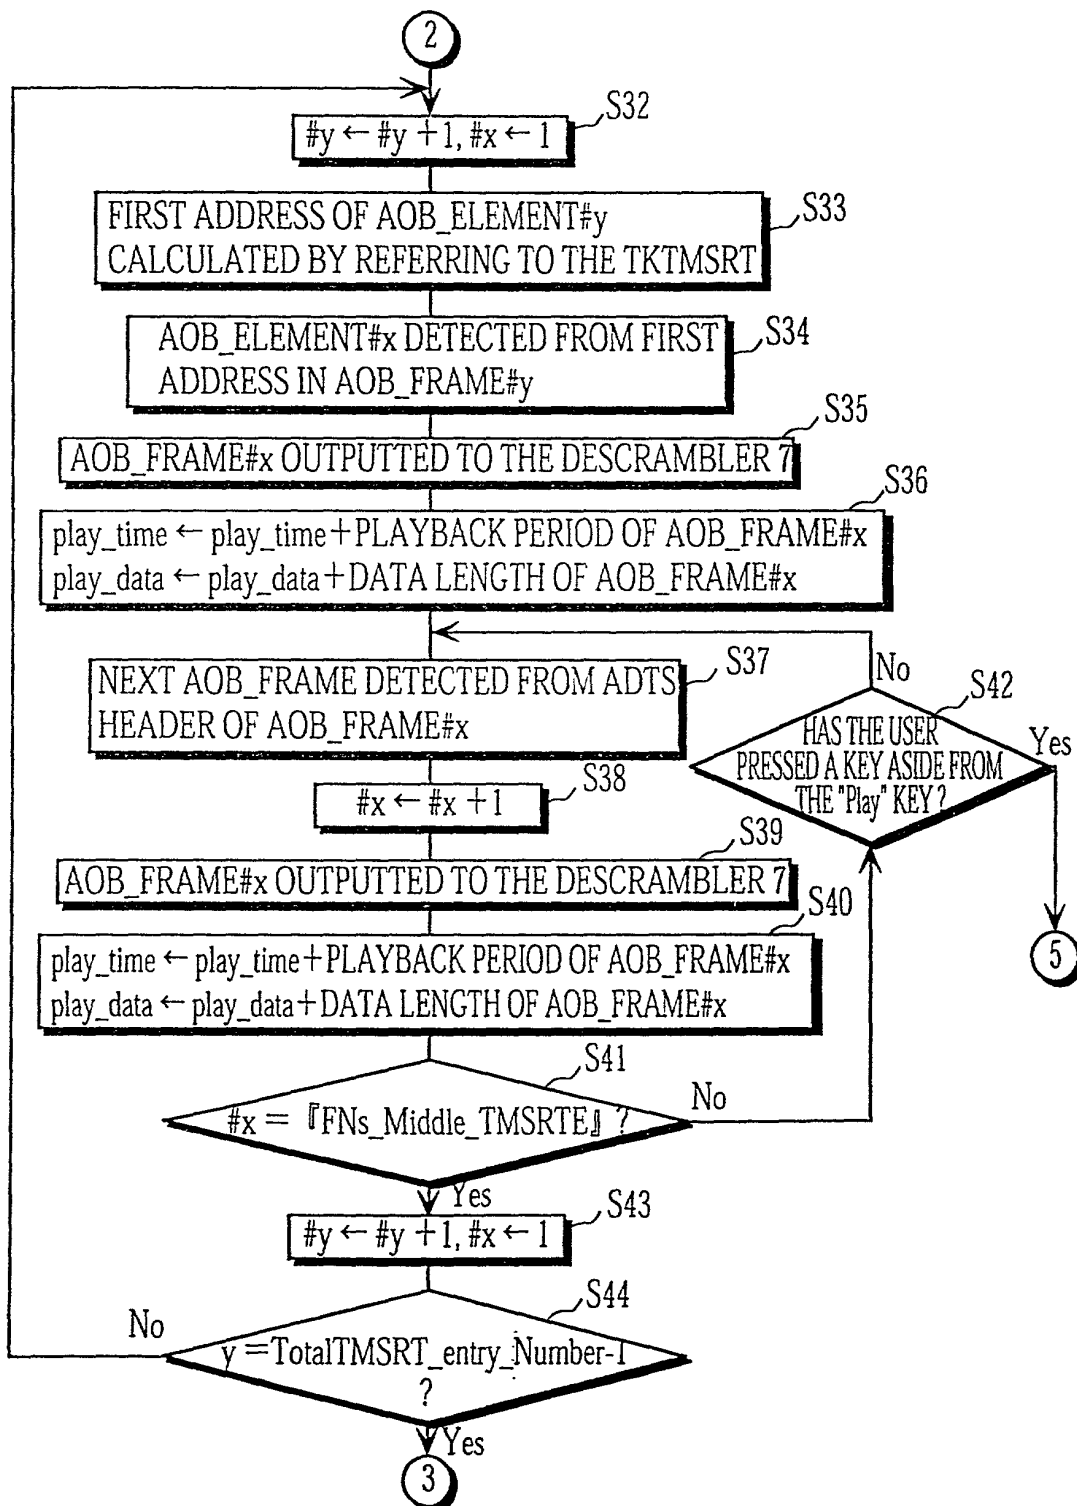 2
S32
#y ← #y + 1, #x ← 1
S33
FIRST ADDRESS OF AOB_ELEMENT#y
CALCULATED BY REFERRING TO THE TKTMSRT
S34
AOB_ELEMENT#x DETECTED FROM FIRST
ADDRESS IN AOB_FRAME#y
S35
AOB_FRAME#x OUTPUTTED TO THE DESCRAMBLER 7
S36
play_time ← play_time+PLAYBACK PERIOD OF AOB_FRAME#x
play_data ← play_data+DATA LENGTH OF AOB_FRAME#x
S37
NEXT AOB_FRAME DETECTED FROM ADTS
HEADER OF AOB_FRAME#x
No
S42
HAS THE USER
PRESSED A KEY ASIDE FROM
THE "Play" KEY?
Yes
S38
#x ← #x + 1
S39
AOB_FRAME#x OUTPUTTED TO THE DESCRAMBLER 7
S40
play_time ← play_time+PLAYBACK PERIOD OF AOB_FRAME#x
play_data ← play_data+DATA LENGTH OF AOB_FRAME#x
5
S41
#x = 『FNs_Middle_TMSRTE』 ?
No
Yes
S43
#y ← #y + 1, #x ← 1
S44
No
y =TotalTMSRT_entry_Number-1
?
Yes
3